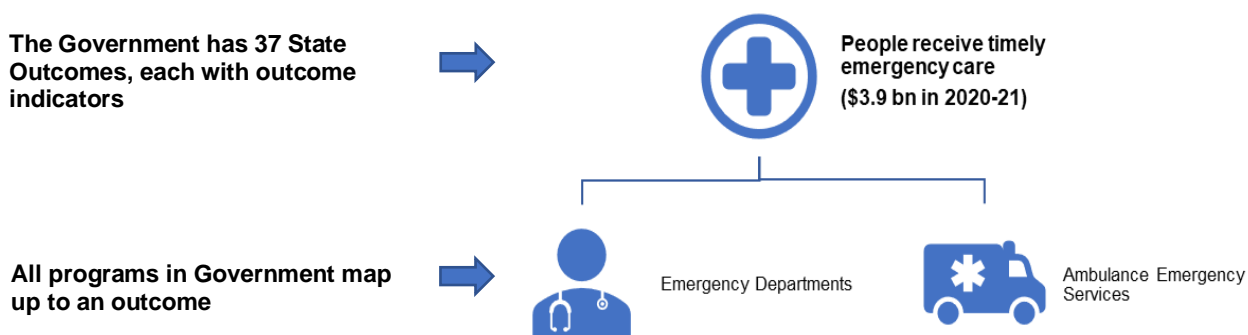 The Government has 37 State
Outcomes, each with outcome
indicators
People receive timely
emergency care
($3.9 bn in 2020-21)
All programs in Government map
up to an outcome
Emergency Departments
Ambulance Emergency
Services